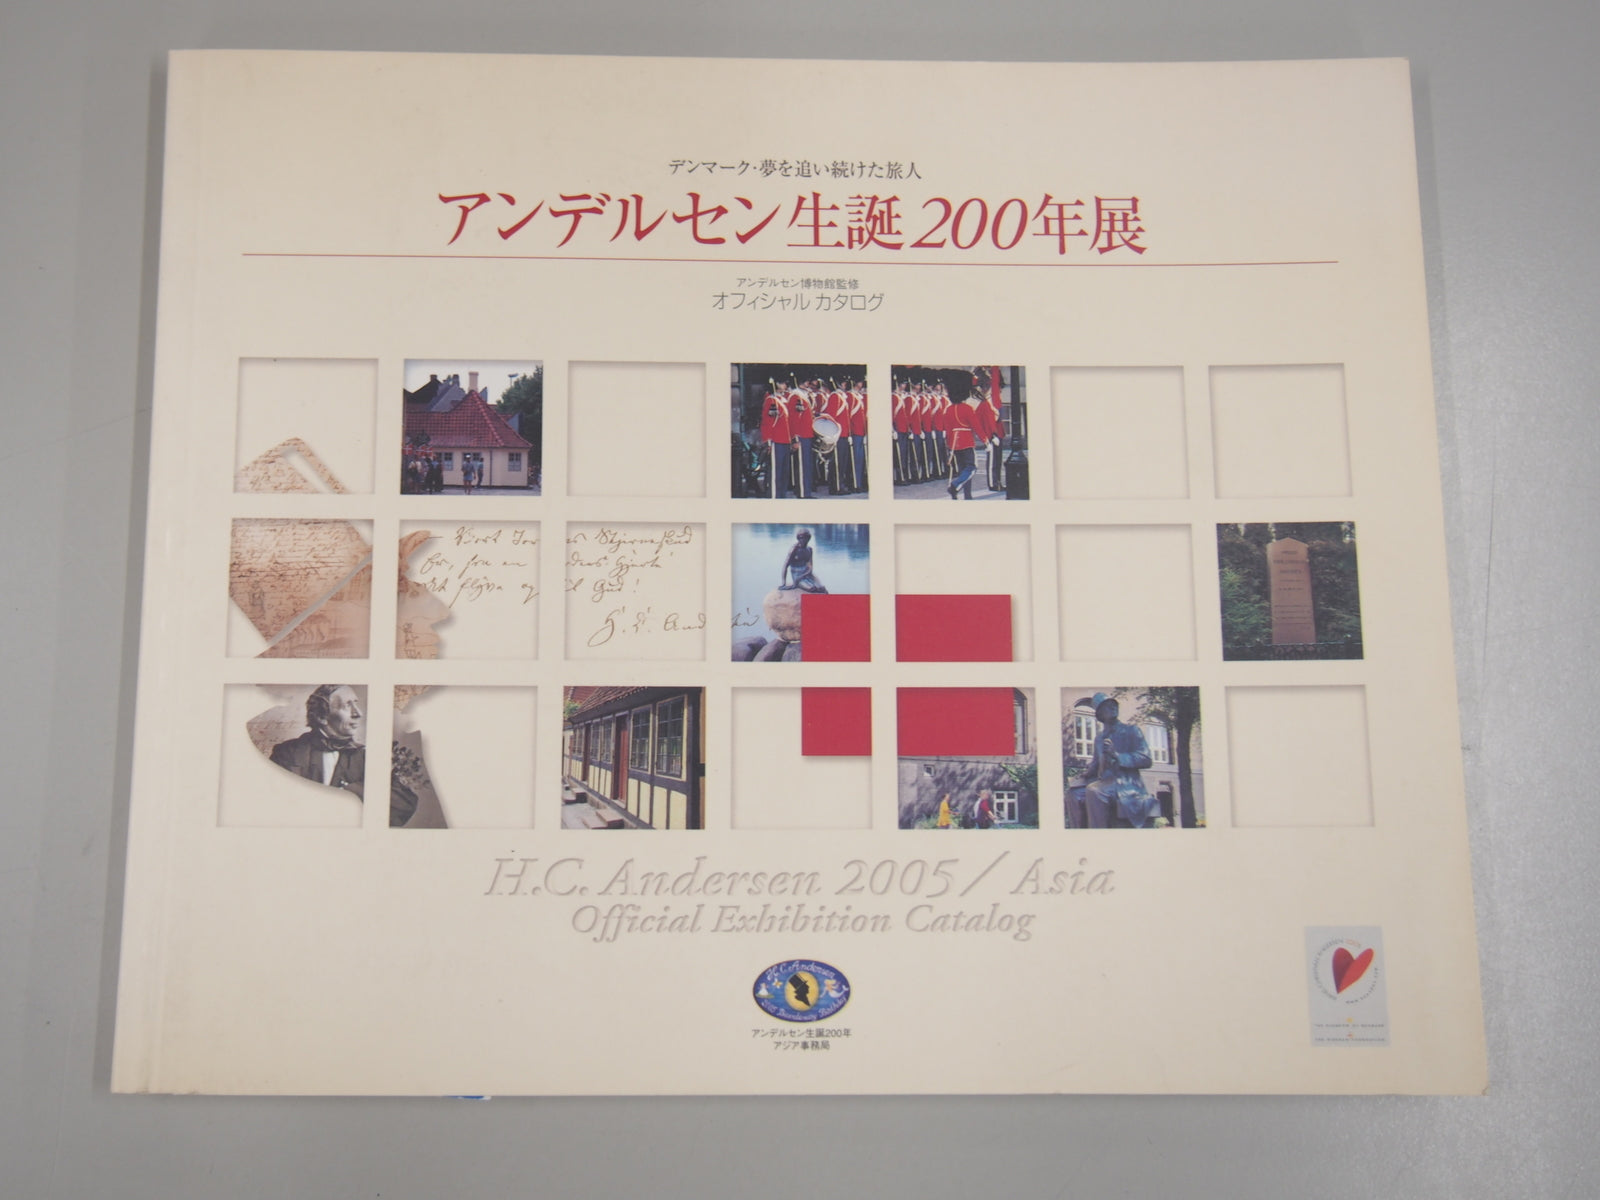 デンマーク・夢を追い続けた旅人
アンデルセン生誕200年展
アンデルセン博物館監修
オフィシャル カタログ
H.C. Andersen 2005 / Asia
Official Exhibition Catalog
H.C. Andersen
アンデルセン生誕200年
アジア事務局